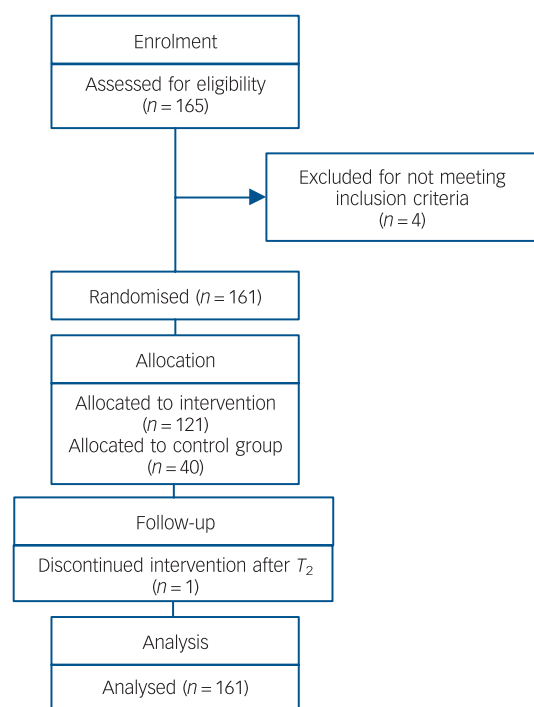 Enrolment
Assessed for eligibility
(n = 165)
Excluded for not meeting
inclusion criteria
(n = 4)
Randomised (n = 161)
Allocation
Allocated to intervention
(n = 121)
Allocated to control group
(n = 40)
Follow-up
Discontinued intervention after T2
(n = 1)
Analysis
Analysed (n = 161)